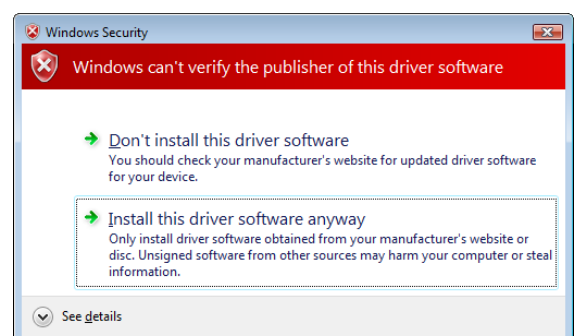 Windows Security
Windows can't verify the publisher of this driver software
Don't install this driver software
You should check your manufacturer's website for updated driver software
for your device.
Install this driver software anyway
Only install driver software obtained from your manufacturer's website or
disc. Unsigned software from other sources may harm your computer or steal
information.
See details